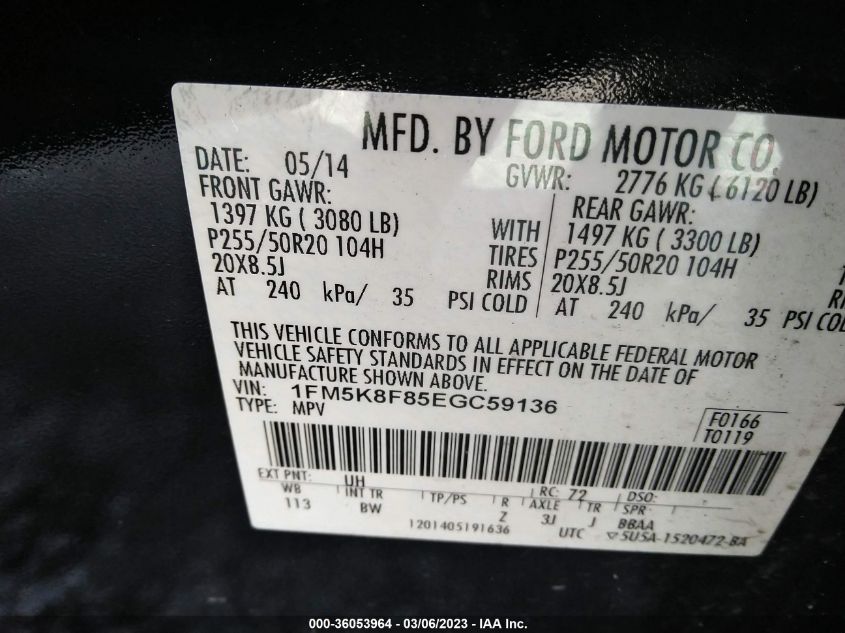 MFD. BY FORD MOTOR CO.
DATE: 05/14 GVWR: 2776 KG ( 6120 LB)
FRONT GAWR: REAR GAWR:
1397 KG ( 3080 LB) WITH 1497 KG ( 3300 LB)
P255/50R20 104H TIRES P255/50R20 104H
20X8.5J RIMS 20X8.5J
AT 240 kPa/ 35 PSI COLD AT 240 kPa/ 35 PSI COL
THIS VEHICLE CONFORMS TO ALL APPLICABLE FEDERAL MOTOR
VEHICLE SAFETY STANDARDS IN EFFECT ON THE DATE OF
MANUFACTURE SHOWN ABOVE.
VIN: 1FM5K8F85EGC59136
TYPE: MPV
F0166
T0119
EXT PNT: UH RC: 72 DSO:
WB INT TR TP/PS R AXLE TR SPR
113 BW Z 3J J BBAA
1201405191636 UTC ▽5USA-1520472-BA
000-36053964 - 03/06/2023 - IAA Inc.